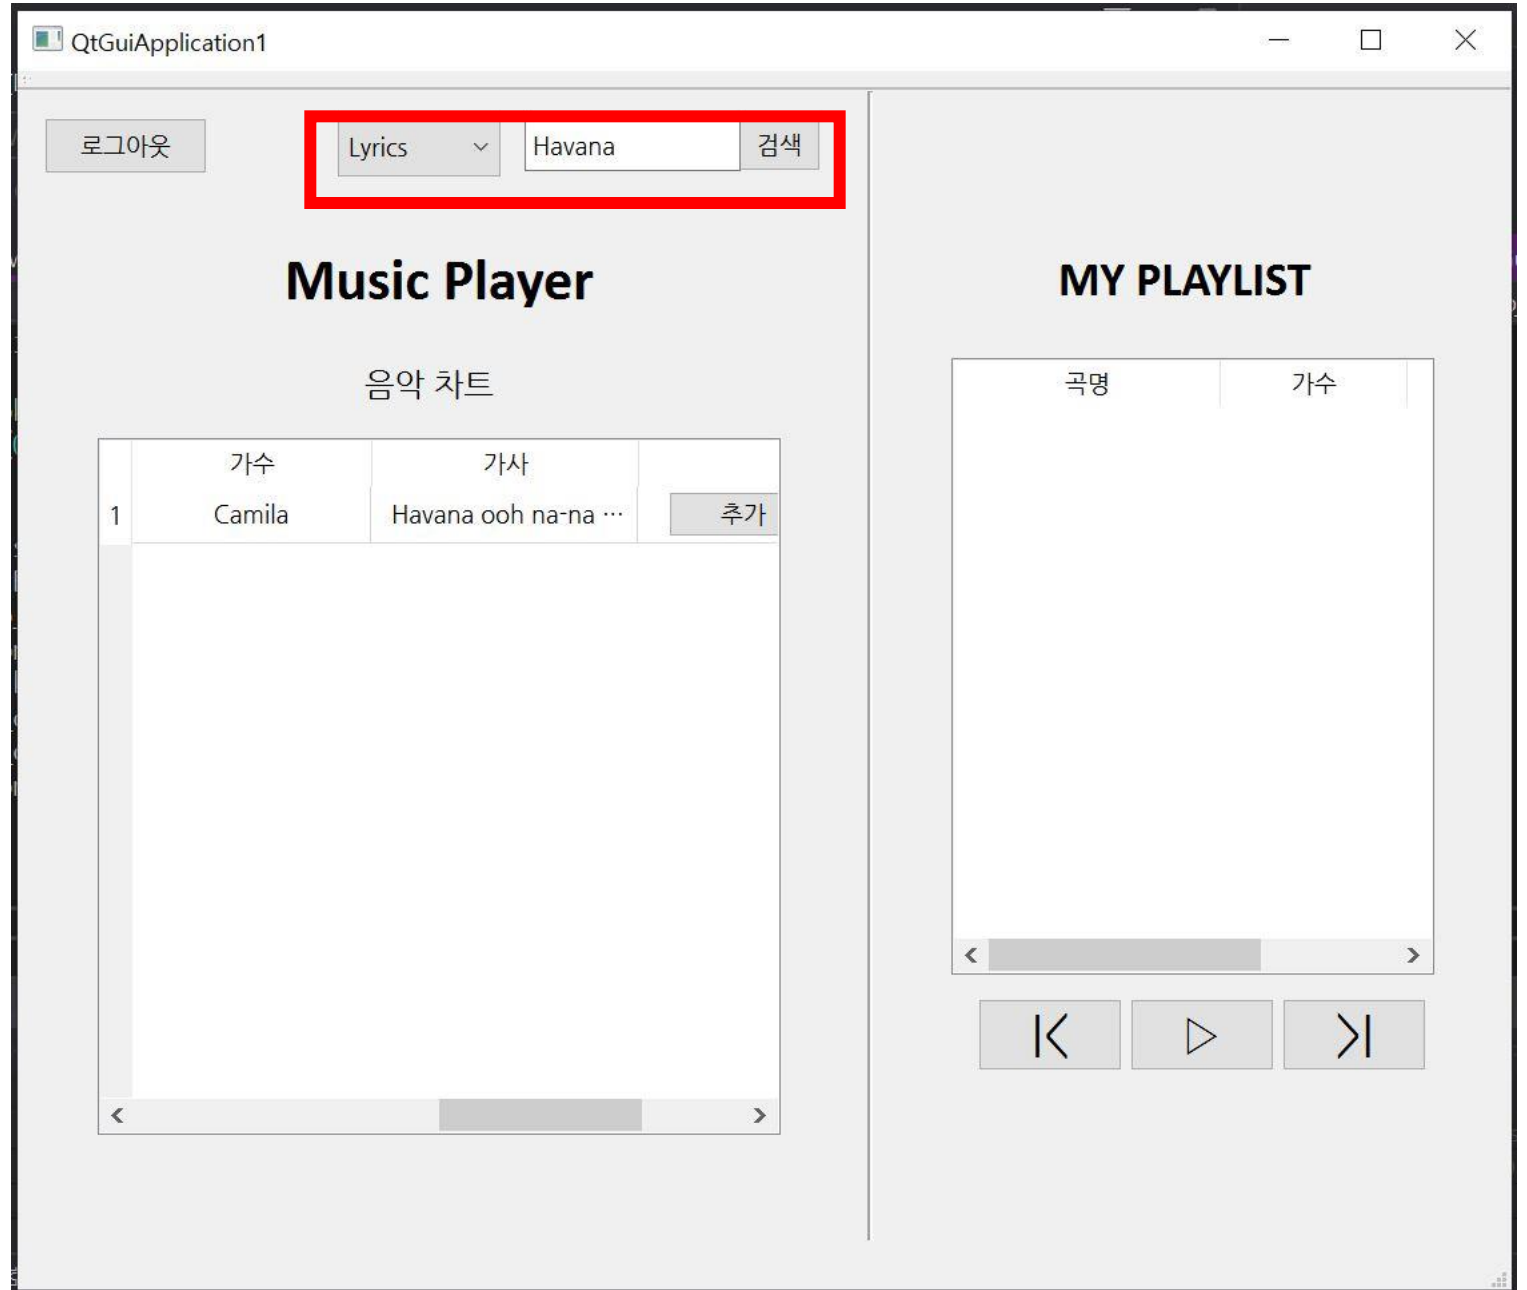 QtGuiApplication1
로그아웃 Lyrics Havana 검색
Music Player
음악 차트
가수 가사
1 Camila Havana ooh na-na ··· 추가
MY PLAYLIST
곡명 가수